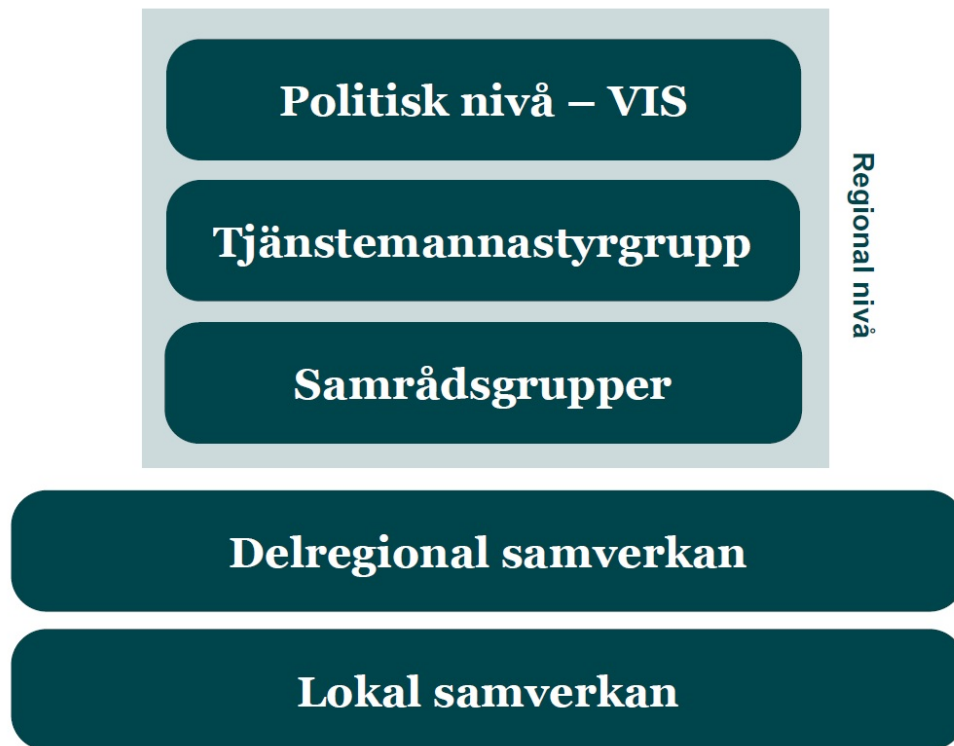 Politisk nivå – VIS
Tjänstemannastyrgrupp
Samrådsgrupper
Regional nivå
Delregional samverkan
Lokal samverkan